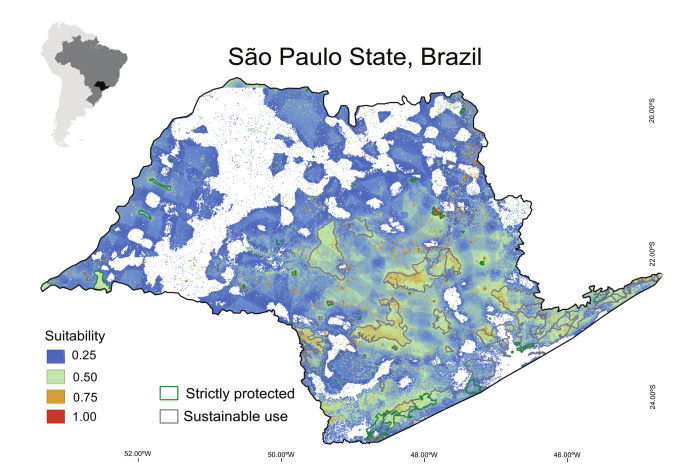 São Paulo State, Brazil
20.00°S
22.00°S
24.00°S
Suitability
0.25
0.50
0.75
1.00
Strictly protected
Sustainable use
52.00°W
50.00°W
48.00°W
46.00°W